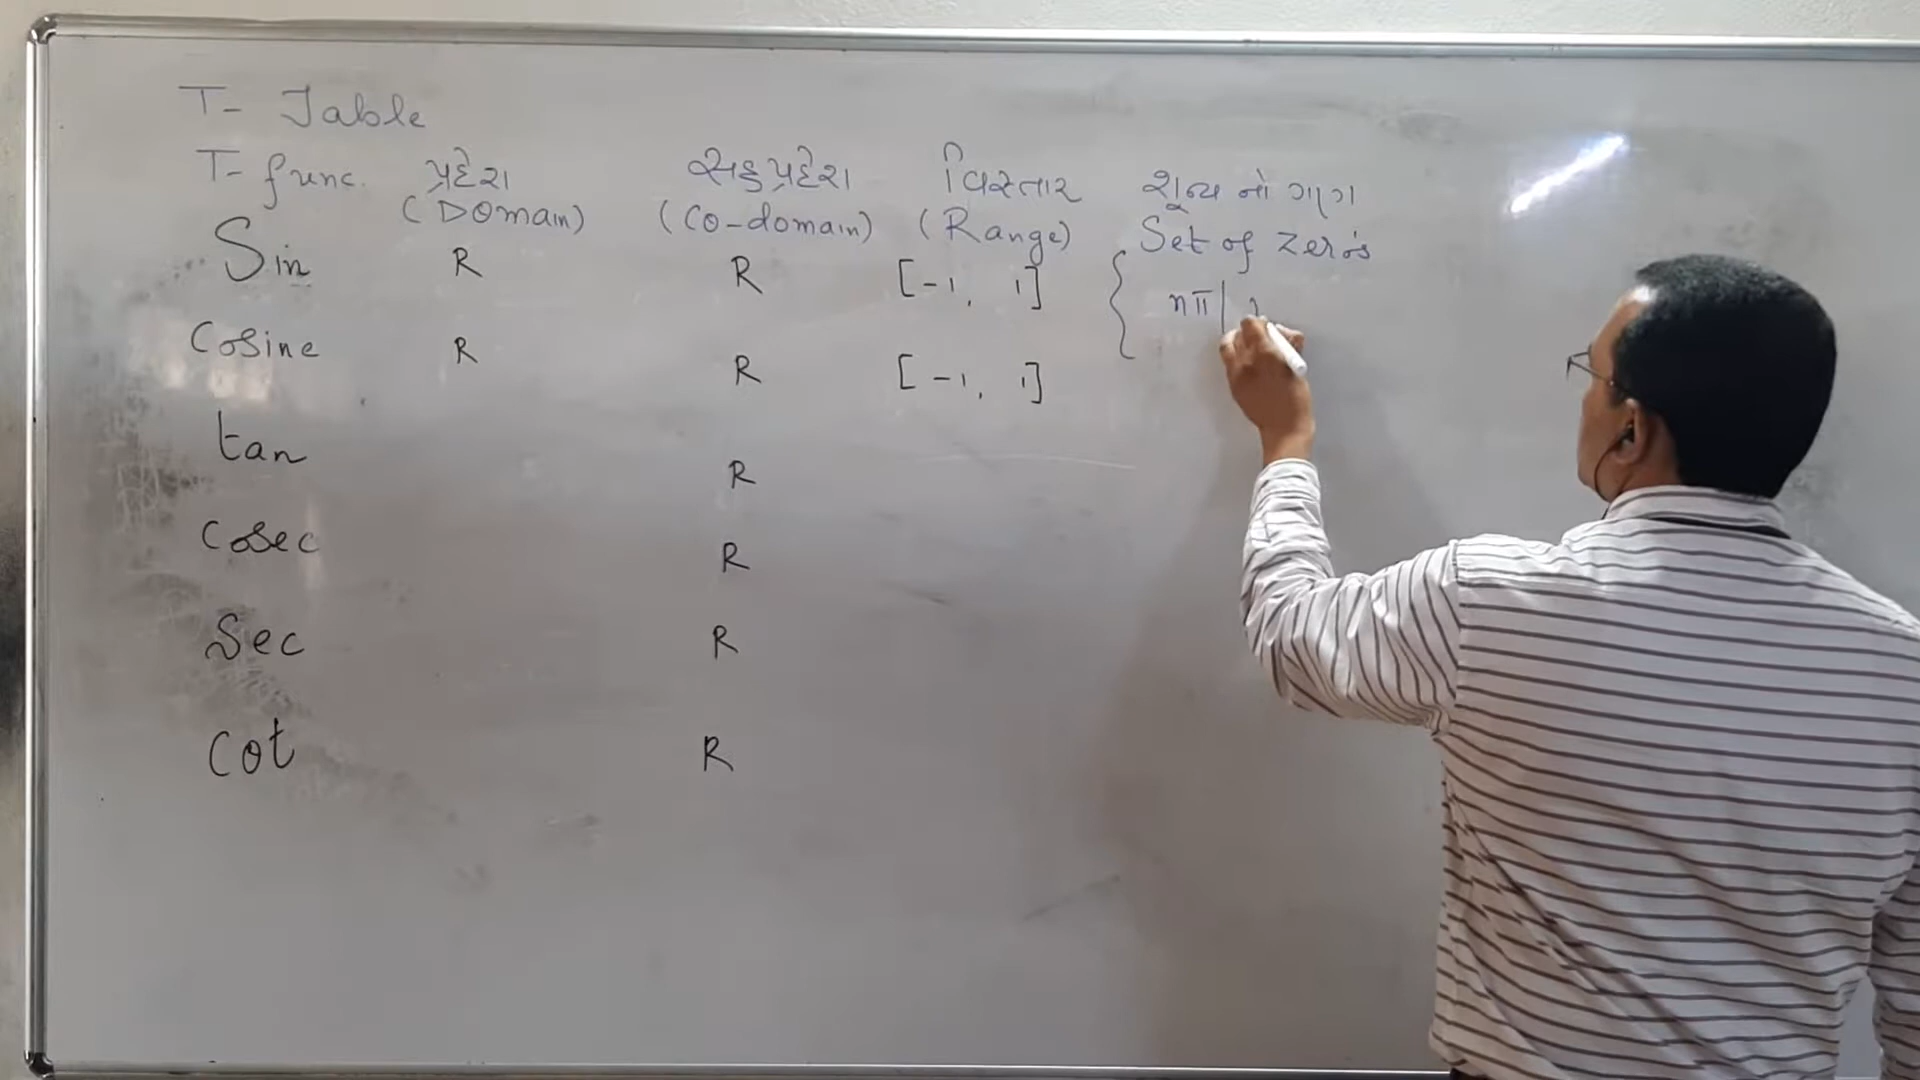 T- Table
T- func. પ્રદેશ સહપ્રદેશ વિસ્તાર શૂન્ય નો ગણ
(Domain) (Co-domain) (Range) Set of zero's
Sin R R [-1, 1] { nπ |
Cosine R R [-1, 1]
tan R
Cosec R
Sec R
Cot R